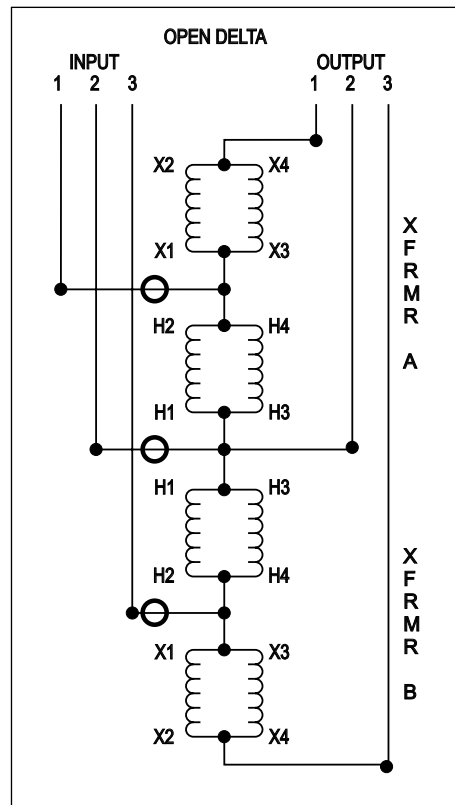 OPEN DELTA
INPUT OUTPUT
1 2 3 1 2 3
X2 X4
X1 X3
H2 H4
H1 H3
XFRMR A
H1 H3
H2 H4
X1 X3
X2 X4
XFRMR B